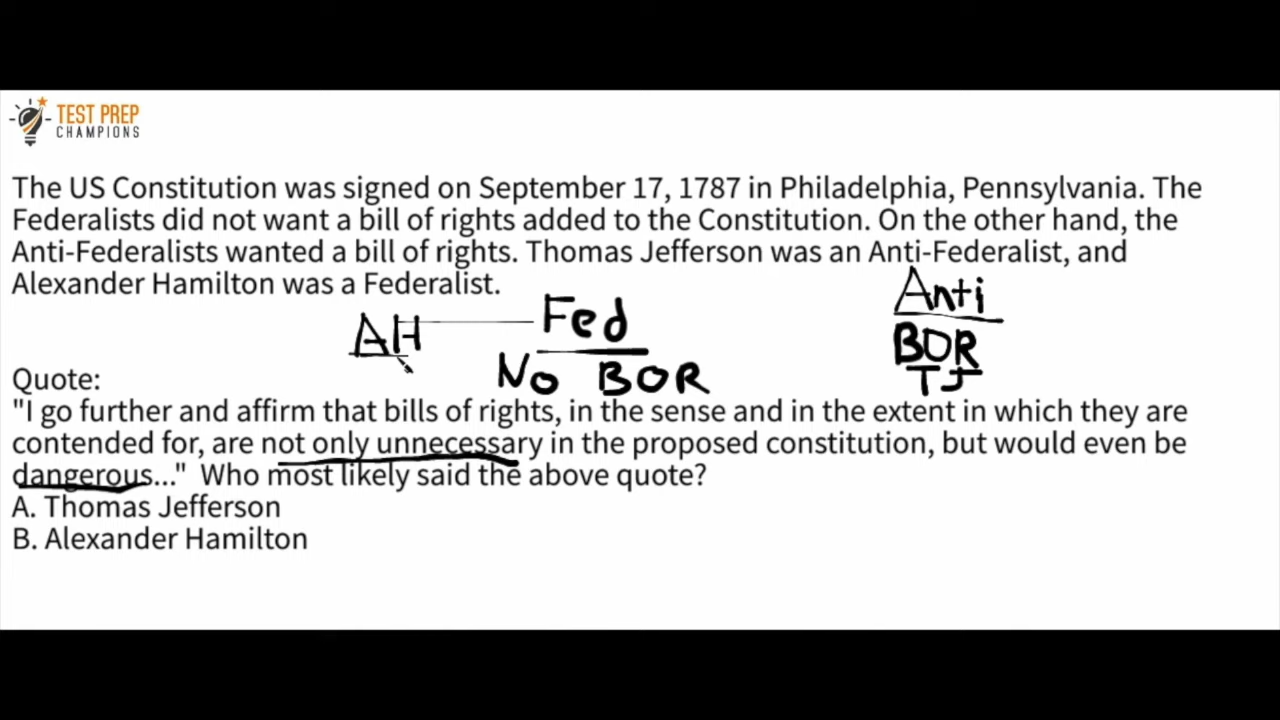 TEST PREP
CHAMPIONS
The US Constitution was signed on September 17, 1787 in Philadelphia, Pennsylvania. The
Federalists did not want a bill of rights added to the Constitution. On the other hand, the
Anti-Federalists wanted a bill of rights. Thomas Jefferson was an Anti-Federalist, and
Alexander Hamilton was a Federalist.
AH Fed Anti
No BOR BOR
TJ
Quote:
"I go further and affirm that bills of rights, in the sense and in the extent in which they are
contended for, are not only unnecessary in the proposed constitution, but would even be
dangerous..." Who most likely said the above quote?
A. Thomas Jefferson
B. Alexander Hamilton